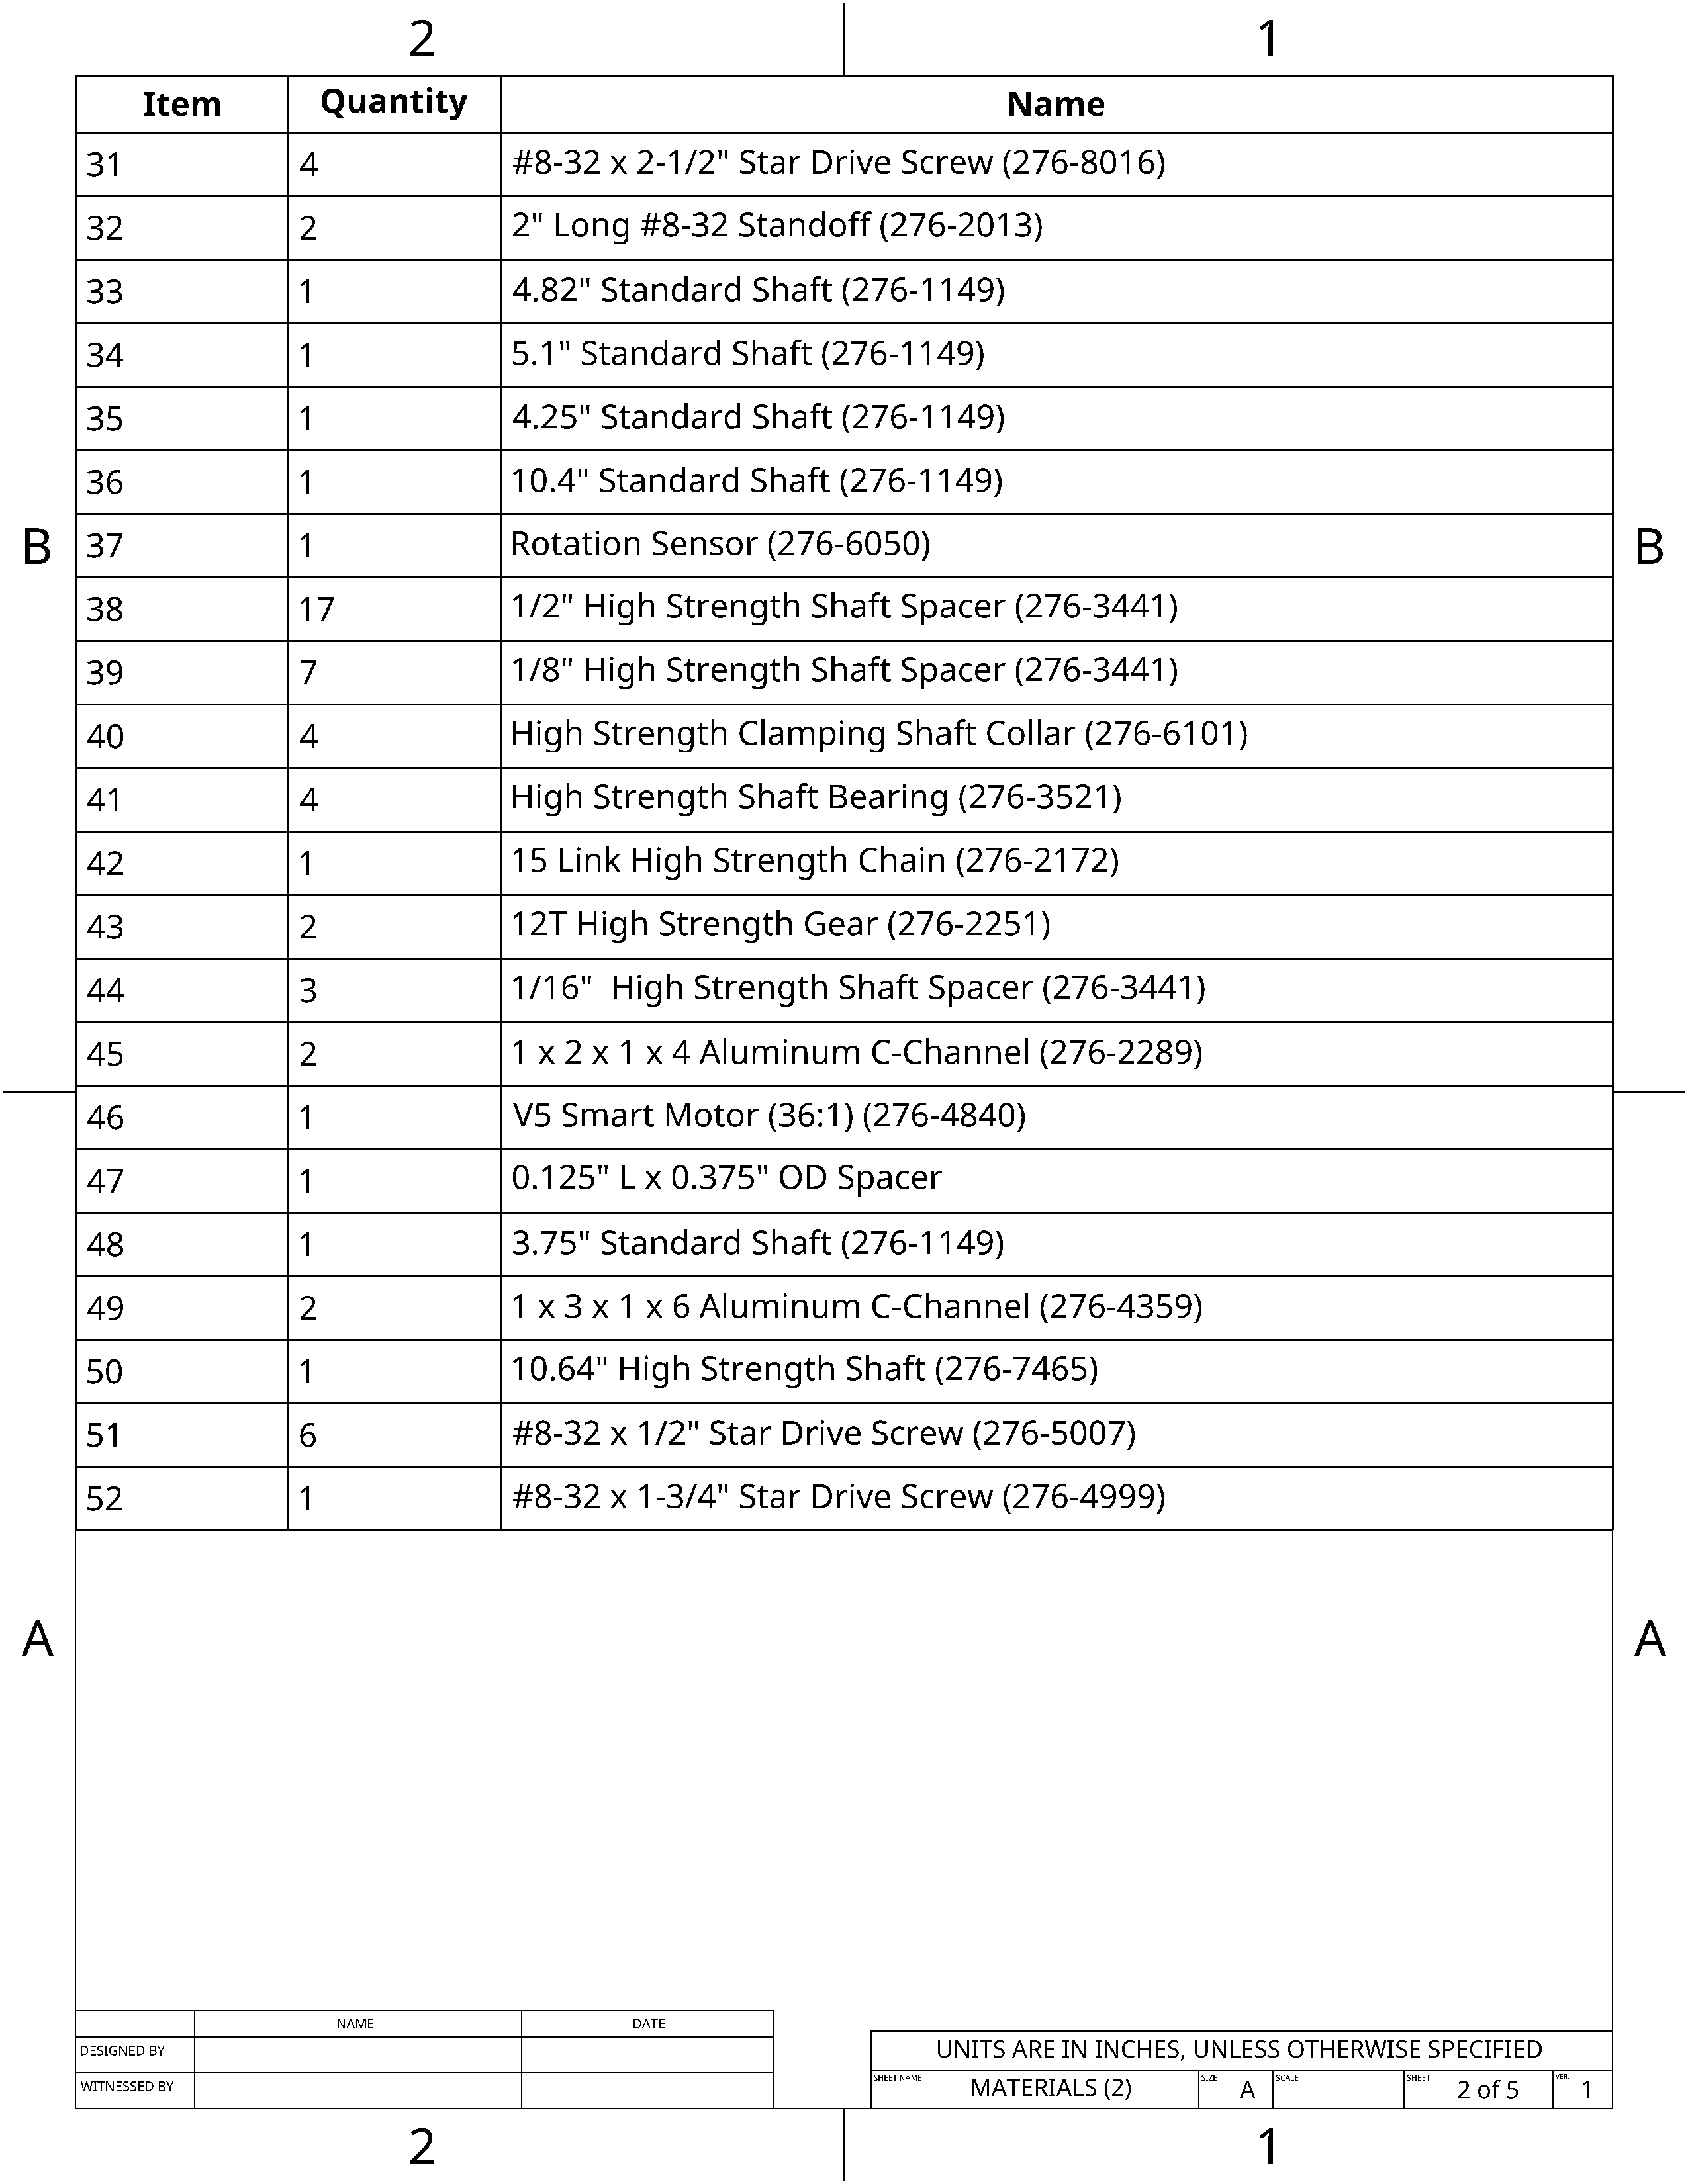 2 1
Item Quantity Name
31 4 #8-32 x 2-1/2" Star Drive Screw (276-8016)
32 2 2" Long #8-32 Standoff (276-2013)
33 1 4.82" Standard Shaft (276-1149)
34 1 5.1" Standard Shaft (276-1149)
35 1 4.25" Standard Shaft (276-1149)
36 1 10.4" Standard Shaft (276-1149)
B 37 1 Rotation Sensor (276-6050) B
38 17 1/2" High Strength Shaft Spacer (276-3441)
39 7 1/8" High Strength Shaft Spacer (276-3441)
40 4 High Strength Clamping Shaft Collar (276-6101)
41 4 High Strength Shaft Bearing (276-3521)
42 1 15 Link High Strength Chain (276-2172)
43 2 12T High Strength Gear (276-2251)
44 3 1/16"  High Strength Shaft Spacer (276-3441)
45 2 1 x 2 x 1 x 4 Aluminum C-Channel (276-2289)
46 1 V5 Smart Motor (36:1) (276-4840)
47 1 0.125" L x 0.375" OD Spacer
48 1 3.75" Standard Shaft (276-1149)
49 2 1 x 3 x 1 x 6 Aluminum C-Channel (276-4359)
50 1 10.64" High Strength Shaft (276-7465)
51 6 #8-32 x 1/2" Star Drive Screw (276-5007)
52 1 #8-32 x 1-3/4" Star Drive Screw (276-4999)
A A
NAME DATE
DESIGNED BY
WITNESSED BY
UNITS ARE IN INCHES, UNLESS OTHERWISE SPECIFIED
SHEET NAME MATERIALS (2) SIZE A SCALE SHEET 2 of 5 VER. 1
2 1